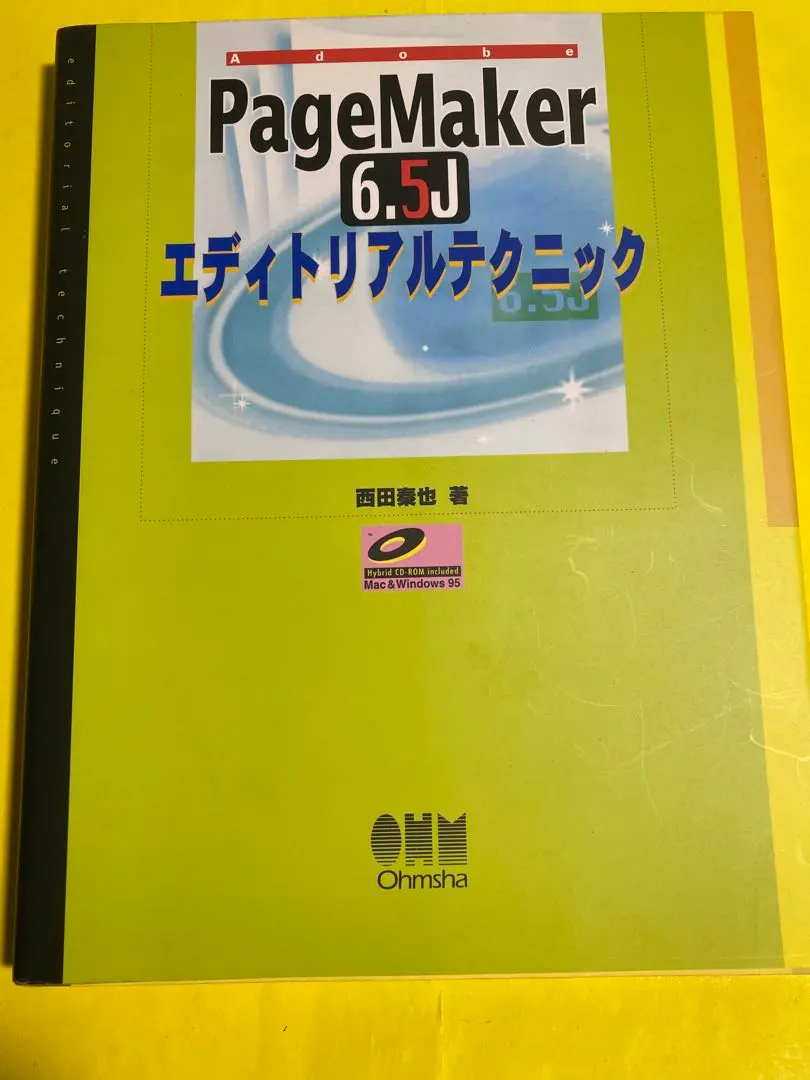 Adobe
PageMaker
6.5J
エディトリアルテクニック
6.5J
editorial technique
西田泰也 著
Hybrid CD-ROM included
Mac & Windows 95
OHM
Ohmsha